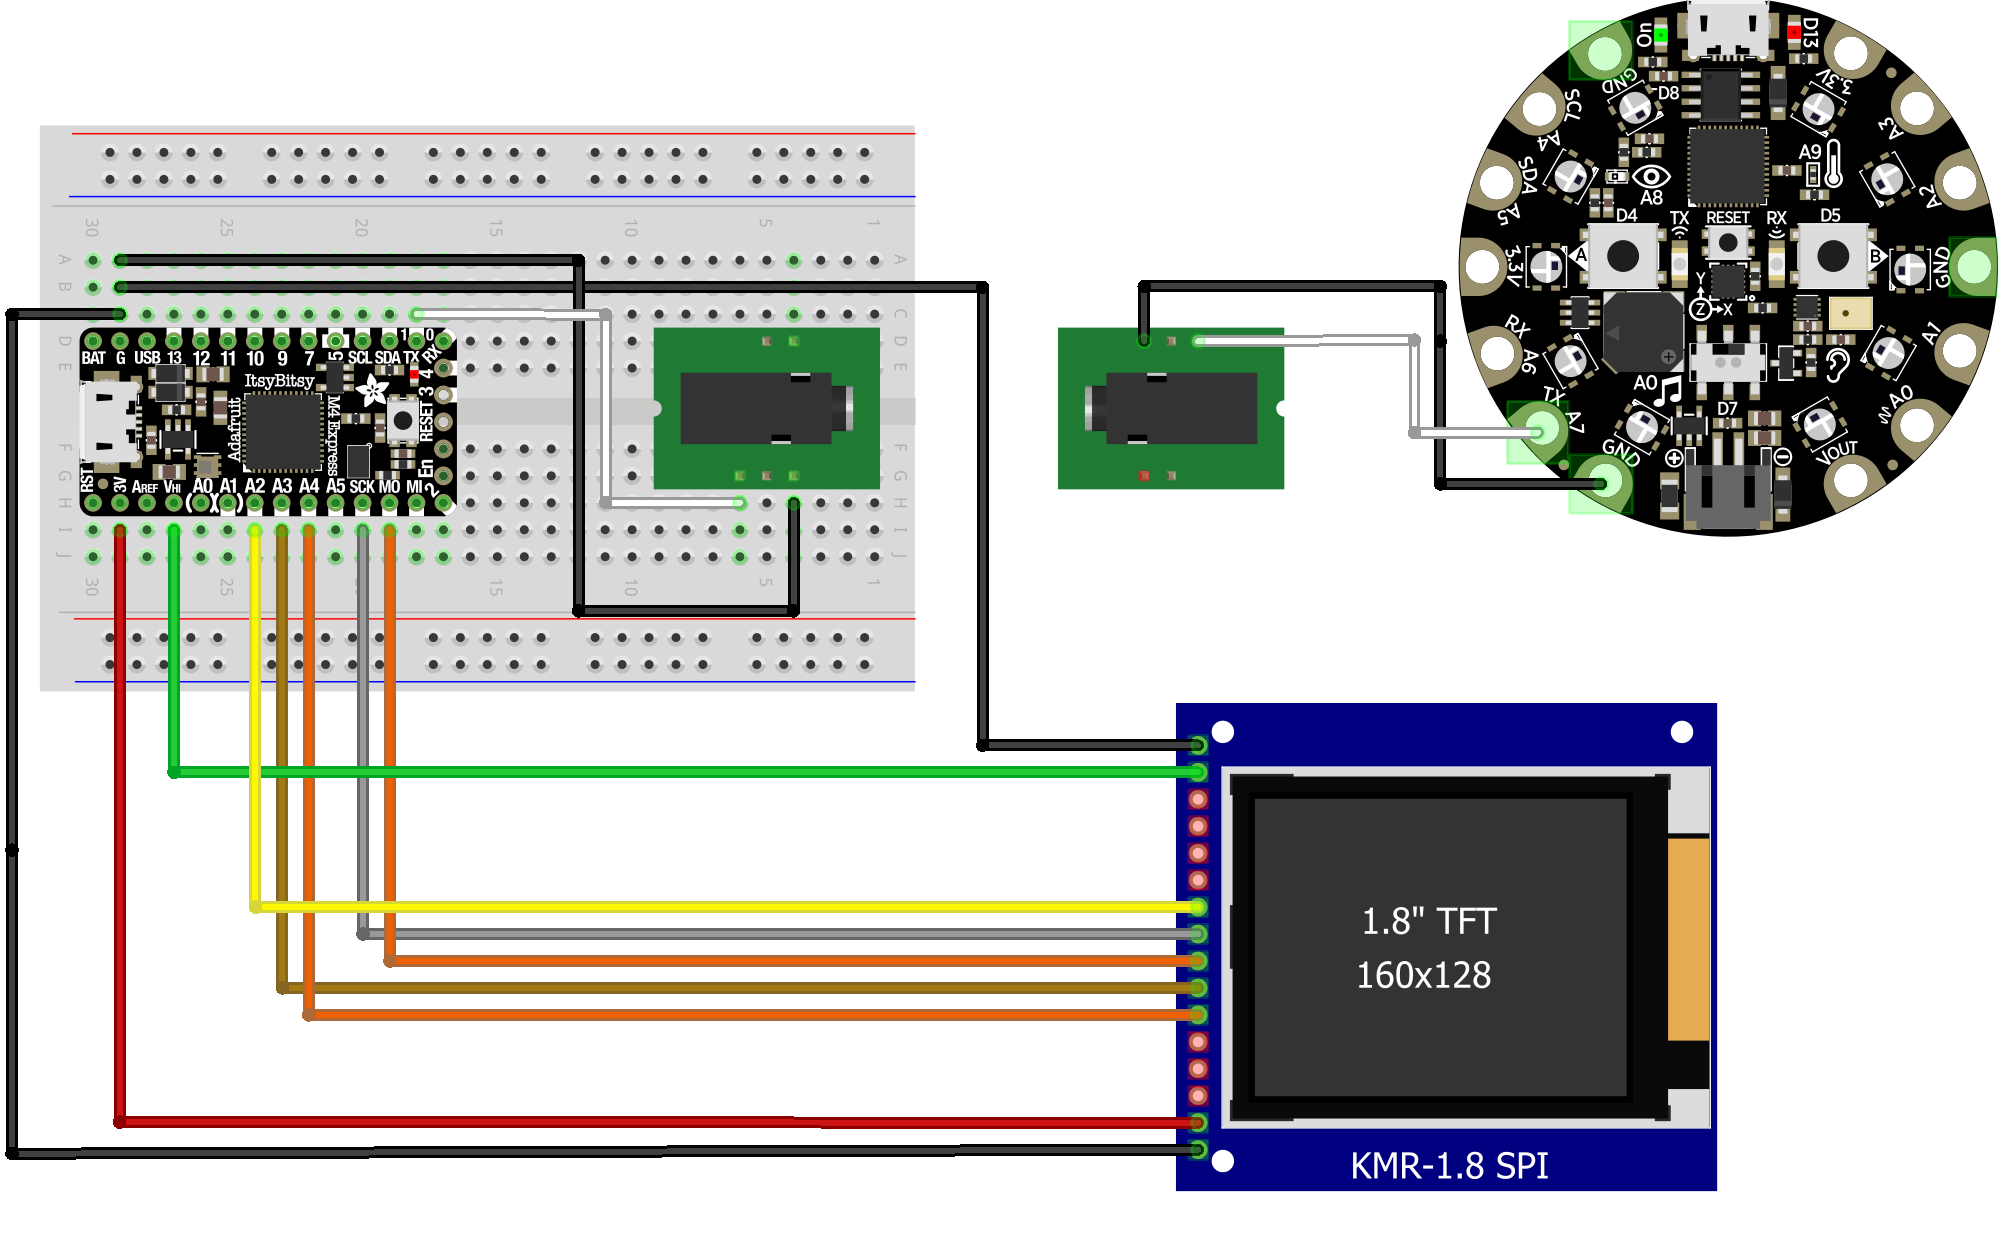 30
25
20
15
10
5
1
A
B
C
D
E
F
G
H
I
J
A
B
C
D
E
F
G
H
I
J
30
25
15
10
5
1
BAT G USB 13 12 11 10 9 7 5 SCL SDA TX
1 0
RX
4
3
RESET
En
2
ItsyBitsy
Adafruit
M4 Express
RST 3V AREF VHI A0 A1 A2 A3 A4 A5 SCK MO MI
On
D13
GND
D8
3.3V
SCL
A4
A3
SDA
A5
A9
A8
A2
D4
TX
RESET
RX
D5
3.3V
A
B
GND
Y
Z
X
RX
A6
A1
A0
TX
A7
D7
A0
GND
VOUT
1.8" TFT
160x128
KMR-1.8 SPI